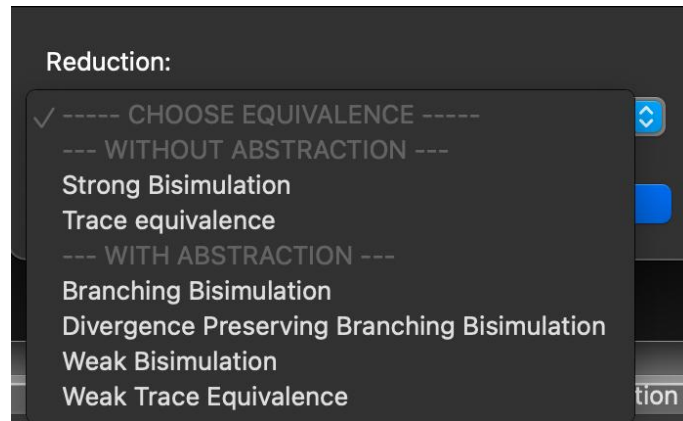 Reduction:
✓ ----- CHOOSE EQUIVALENCE -----
--- WITHOUT ABSTRACTION ---
Strong Bisimulation
Trace equivalence
--- WITH ABSTRACTION ---
Branching Bisimulation
Divergence Preserving Branching Bisimulation
Weak Bisimulation
Weak Trace Equivalence
tion